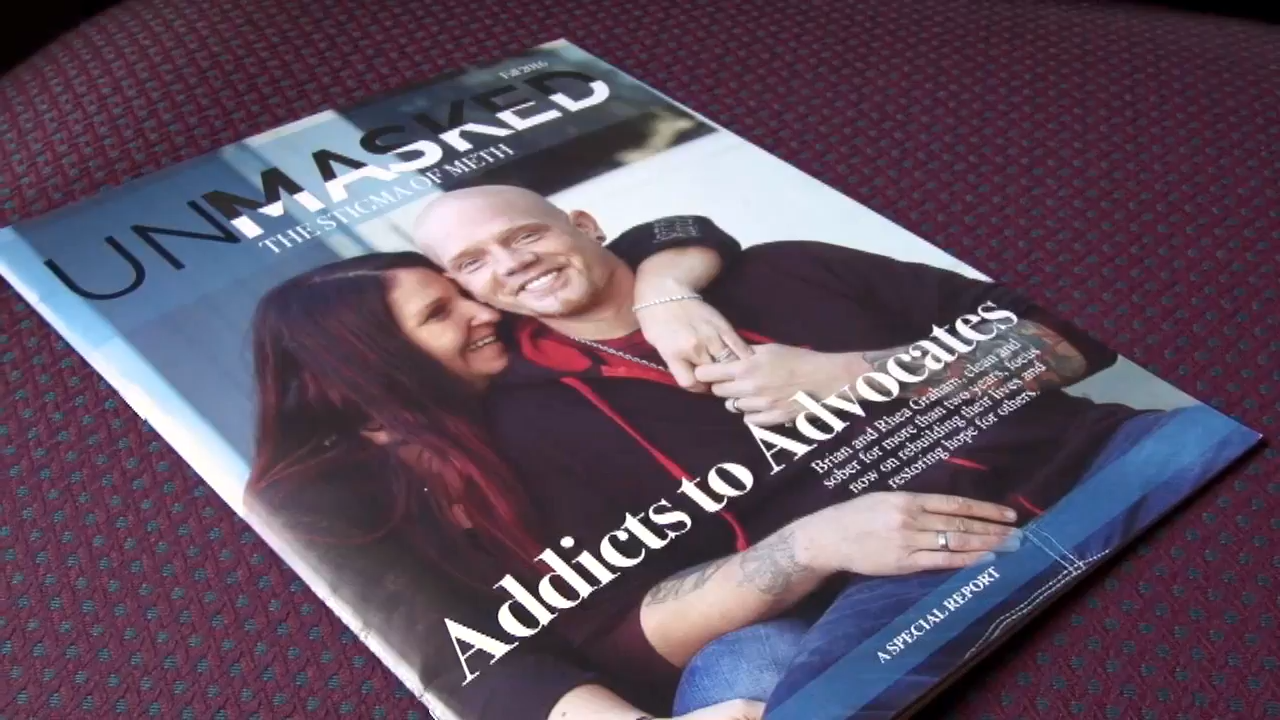 Fall 2016
UNMASKED
THE STIGMA OF METH
Addicts to Advocates
Brian and Rhea Graham, clean and
sober for more than two years, focus
now on rebuilding their lives and
restoring hope for others.
A SPECIAL REPORT